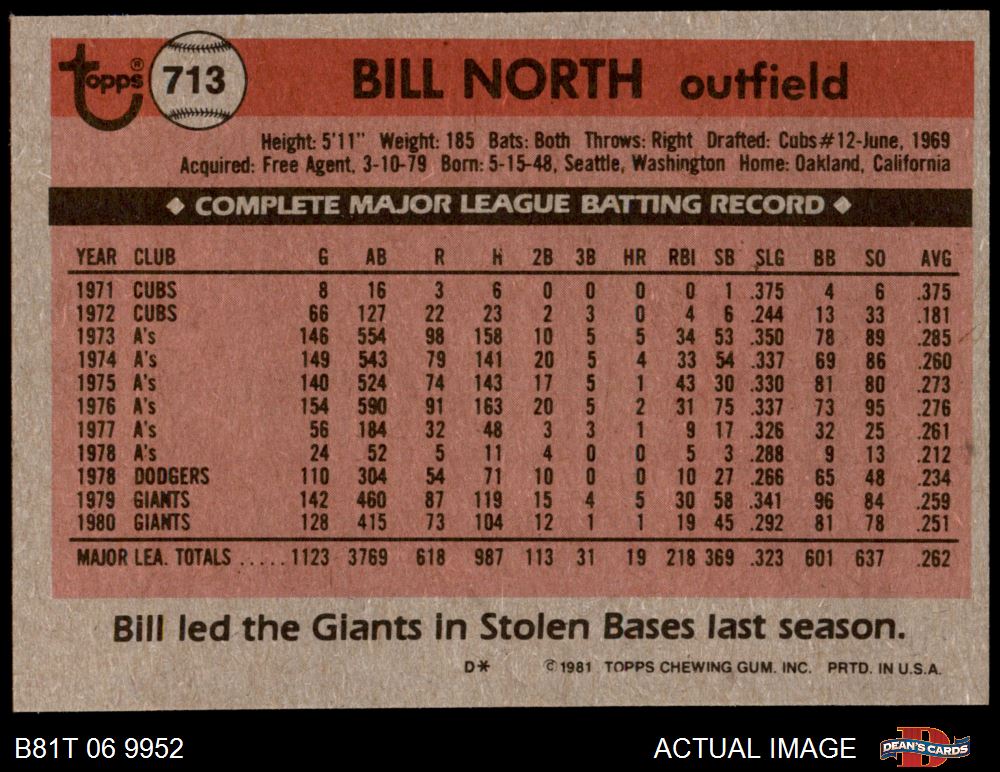 topps® 713 BILL NORTH outfield
Height: 5'11" Weight: 185 Bats: Both Throws: Right Drafted: Cubs #12-June, 1969
Acquired: Free Agent, 3-10-79 Born: 5-15-48, Seattle, Washington Home: Oakland, California
◆ COMPLETE MAJOR LEAGUE BATTING RECORD ◆
YEAR CLUB G AB R H 2B 3B HR RBI SB SLG BB SO AVG
1971 CUBS 8 16 3 6 0 0 0 0 1 .375 4 6 .375
1972 CUBS 66 127 22 23 2 3 0 4 6 .244 13 33 .181
1973 A's 146 554 98 158 10 5 5 34 53 .350 78 89 .285
1974 A's 149 543 79 141 20 5 4 33 54 .337 69 86 .260
1975 A's 140 524 74 143 17 5 1 43 30 .330 81 80 .273
1976 A's 154 590 91 163 20 5 2 31 75 .337 73 95 .276
1977 A's 56 184 32 48 3 3 1 9 17 .326 32 25 .261
1978 A's 24 52 5 11 4 0 0 5 3 .288 9 13 .212
1978 DODGERS 110 304 54 71 10 0 0 10 27 .266 65 48 .234
1979 GIANTS 142 460 87 119 15 4 5 30 58 .341 96 84 .259
1980 GIANTS 128 415 73 104 12 1 1 19 45 .292 81 78 .251
MAJOR LEA. TOTALS ..... 1123 3769 618 987 113 31 19 218 369 .323 601 637 .262
Bill led the Giants in Stolen Bases last season.
D* © 1981 TOPPS CHEWING GUM. INC. PRTD. IN U.S.A.
B81T 06 9952 ACTUAL IMAGE DEAN'S CARDS